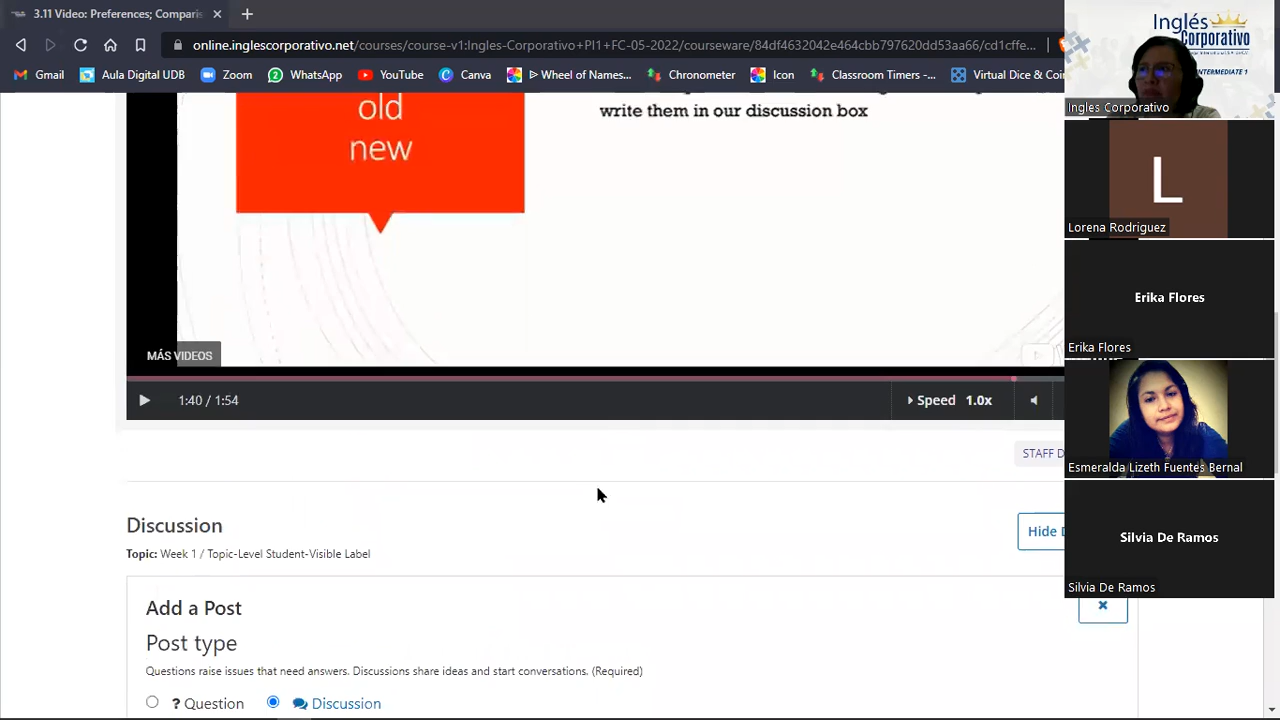 3.11 Video: Preferences; Comparis
online.inglescorporativo.net/courses/course-v1:Ingles-Corporativo+PI1+FC-05-2022/courseware/84df4632042e464cbb797620dd53aa66/cd1cffe...
Gmail
Aula Digital UDB
Zoom
WhatsApp
YouTube
Canva
ᐅ Wheel of Names...
Chronometer
Icon
Classroom Timers -...
Virtual Dice & Coi
old
new
write them in our discussion box
MÁS VIDEOS
1:40 / 1:54
Speed 1.0x
STAFF D
Discussion
Hide D
Topic: Week 1 / Topic-Level Student-Visible Label
Add a Post
Post type
Questions raise issues that need answers. Discussions share ideas and start conversations. (Required)
? Question
Discussion
Inglés
Corporativo
INTERMEDIATE 1
Ingles Corporativo
L
Lorena Rodriguez
Erika Flores
Erika Flores
Esmeralda Lizeth Fuentes Bernal
Silvia De Ramos
Silvia De Ramos